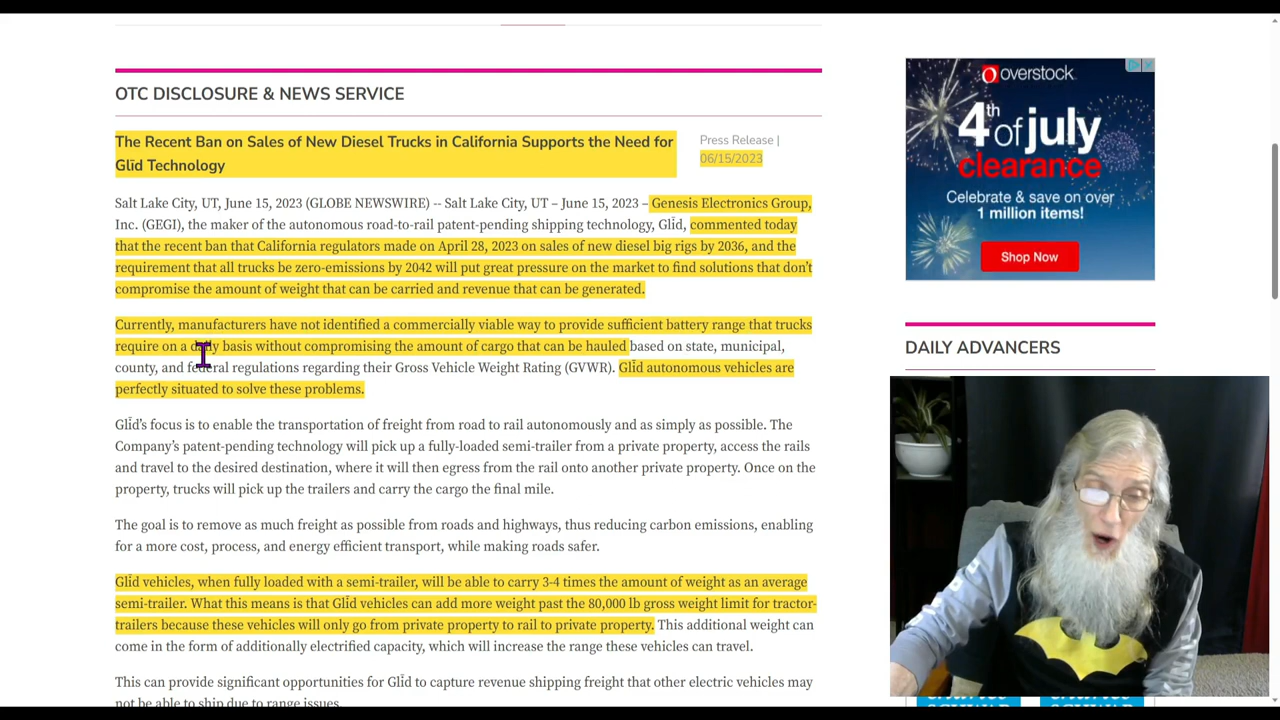 OTC DISCLOSURE & NEWS SERVICE
The Recent Ban on Sales of New Diesel Trucks in California Supports the Need for
Glīd Technology
Press Release |
06/15/2023
Salt Lake City, UT, June 15, 2023 (GLOBE NEWSWIRE) -- Salt Lake City, UT – June 15, 2023 – Genesis Electronics Group,
Inc. (GEGI), the maker of the autonomous road-to-rail patent-pending shipping technology, Glīd, commented today
that the recent ban that California regulators made on April 28, 2023 on sales of new diesel big rigs by 2036, and the
requirement that all trucks be zero-emissions by 2042 will put great pressure on the market to find solutions that don't
compromise the amount of weight that can be carried and revenue that can be generated.
Currently, manufacturers have not identified a commercially viable way to provide sufficient battery range that trucks
require on a daily basis without compromising the amount of cargo that can be hauled based on state, municipal,
county, and federal regulations regarding their Gross Vehicle Weight Rating (GVWR). Glīd autonomous vehicles are
perfectly situated to solve these problems.
Glīd's focus is to enable the transportation of freight from road to rail autonomously and as simply as possible. The
Company's patent-pending technology will pick up a fully-loaded semi-trailer from a private property, access the rails
and travel to the desired destination, where it will then egress from the rail onto another private property. Once on the
property, trucks will pick up the trailers and carry the cargo the final mile.
The goal is to remove as much freight as possible from roads and highways, thus reducing carbon emissions, enabling
for a more cost, process, and energy efficient transport, while making roads safer.
Glīd vehicles, when fully loaded with a semi-trailer, will be able to carry 3-4 times the amount of weight as an average
semi-trailer. What this means is that Glīd vehicles can add more weight past the 80,000 lb gross weight limit for tractor-
trailers because these vehicles will only go from private property to rail to private property. This additional weight can
come in the form of additionally electrified capacity, which will increase the range these vehicles can travel.
This can provide significant opportunities for Glīd to capture revenue shipping freight that other electric vehicles may
not be able to ship due to range issues.
overstock
4th of july
clearance
Celebrate & save on over
1 million items!
Shop Now
DAILY ADVANCERS